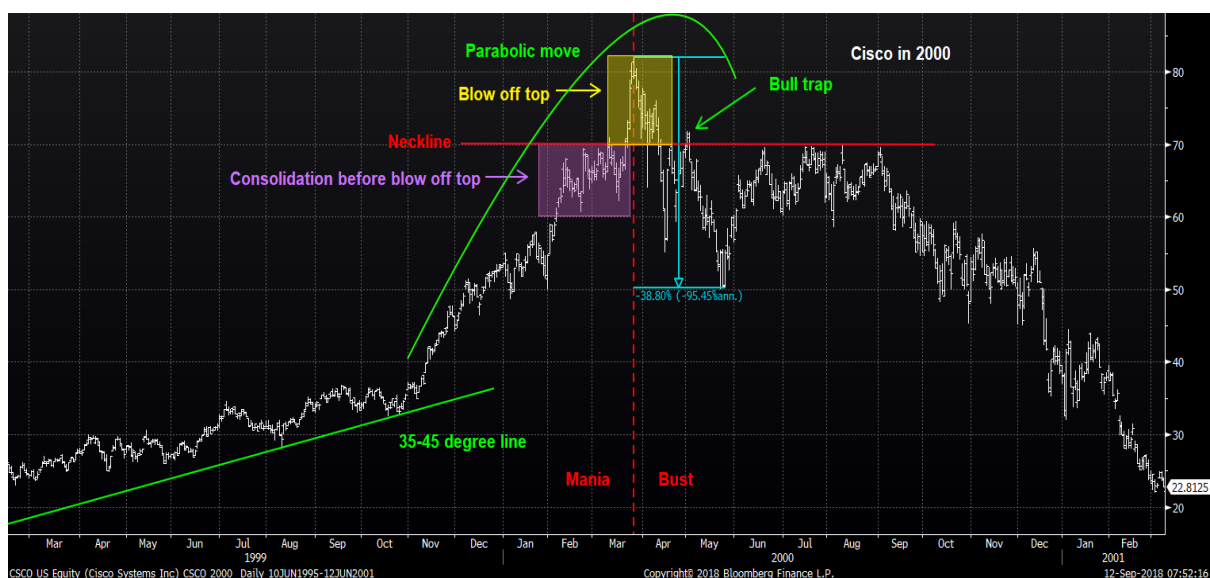 Parabolic move
Cisco in 2000
Blow off top
Bull trap
Neckline
Consolidation before blow off top
-38.80% (-95.45%ann.)
35-45 degree line
Mania
Bust
80
70
60
50
40
30
22.8125
20
Mar Apr May Jun Jul Aug Sep Oct Nov Dec Jan Feb Mar Apr May Jun Jul Aug Sep Oct Nov Dec Jan Feb
1999 2000 2001
CSCO US Equity (Cisco Systems Inc) CSCO 2000 Daily 10JUN1995-12JUN2001 Copyright© 2018 Bloomberg Finance L.P. 12-Sep-2018 07:52:16